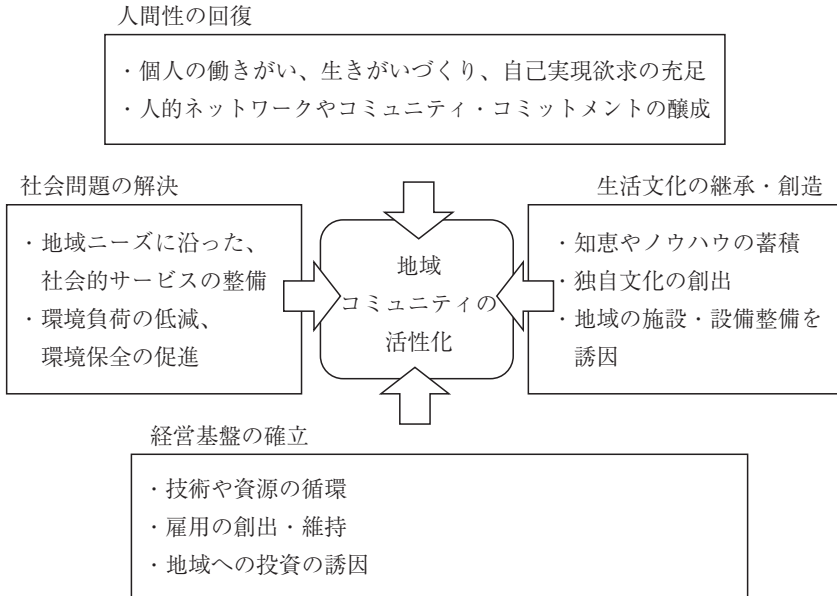 人間性の回復
・個人の働きがい、生きがいづくり、自己実現欲求の充足
・人的ネットワークやコミュニティ・コミットメントの醸成
社会問題の解決
・地域ニーズに沿った、
社会的サービスの整備
・環境負荷の低減、
環境保全の促進
地域
コミュニティの
活性化
生活文化の継承・創造
・知恵やノウハウの蓄積
・独自文化の創出
・地域の施設・設備整備を
誘因
経営基盤の確立
・技術や資源の循環
・雇用の創出・維持
・地域への投資の誘因